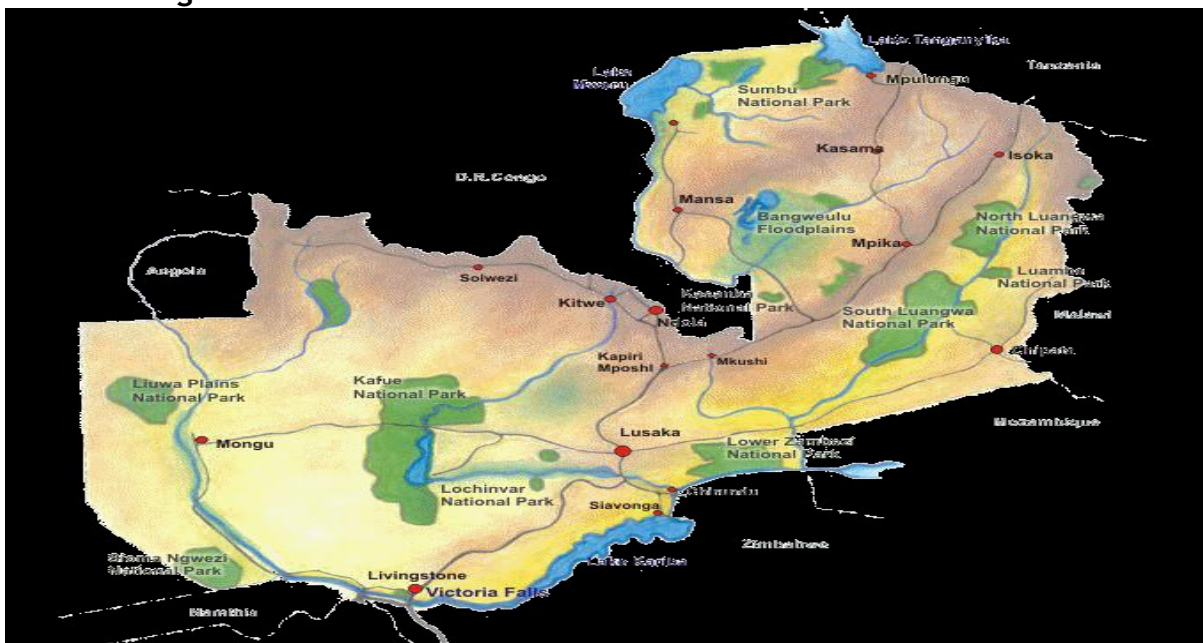 Lake Tanganyika
Tanzania
Lake
Mweru
Mpulungu
Sumbu
National Park
Kasama
Isoka
D.R.Congo
Mansa
Bangweulu
Floodplains
North Luangwa
National Park
Mpika
Angola
Solwezi
Luamba
National Park
Kitwe
Kasanka
National Park
Ndola
South Luangwa
National Park
Malawi
Chipata
Kapiri
Mposhi
Mkushi
Liuwa Plains
National Park
Kafue
National Park
Mozambique
Mongu
Lusaka
Lower Zambezi
National Park
Lochinvar
National Park
Chirundu
Siavonga
Zimbabwe
Sioma Ngwezi
National Park
Lake Kariba
Livingstone
Victoria Falls
Namibia